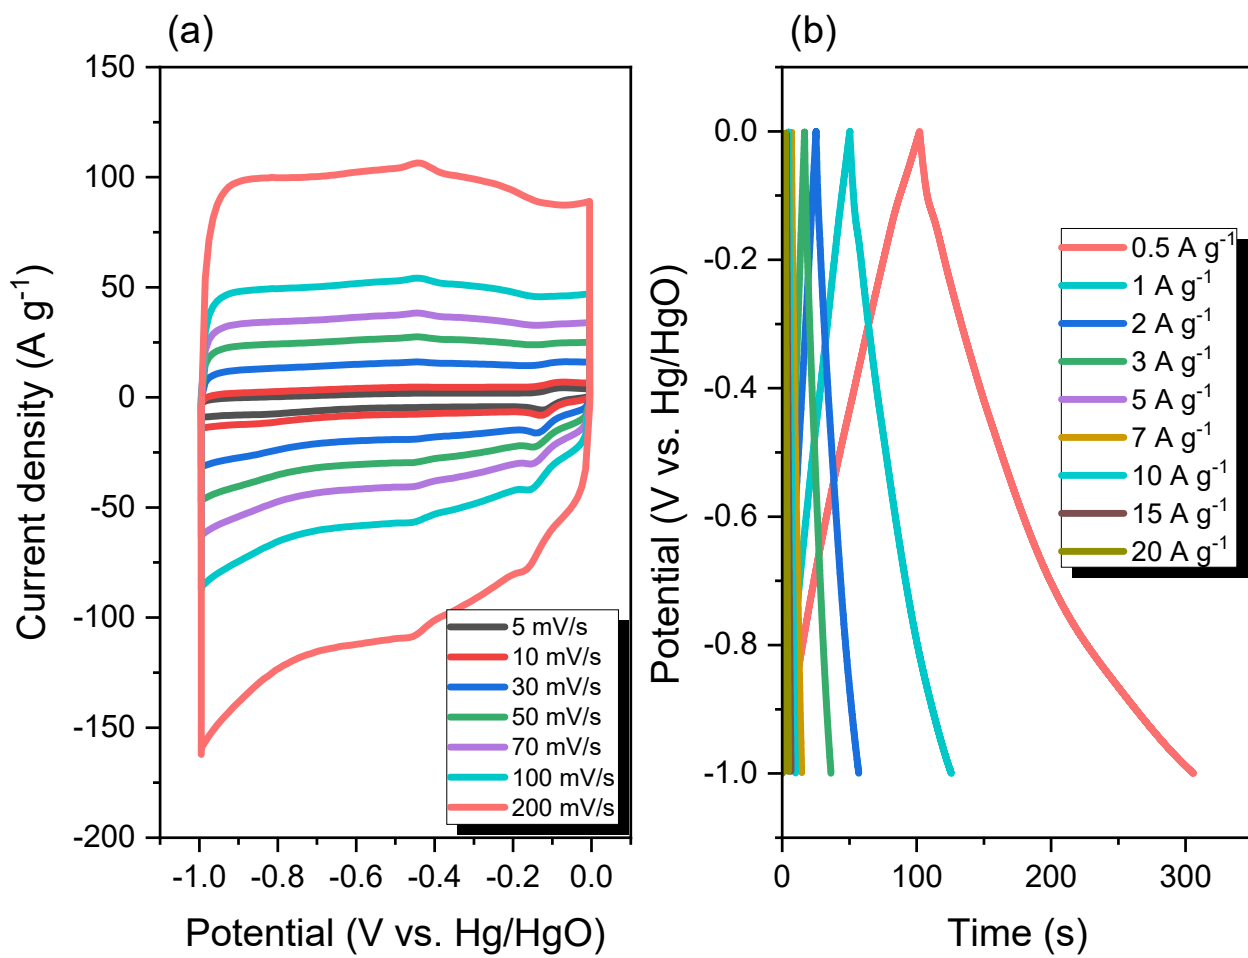 (a)
150
100
50
0
-50
-100
-150
-200
Current density (A g⁻¹)
-1.0 -0.8 -0.6 -0.4 -0.2 0.0
Potential (V vs. Hg/HgO)
5 mV/s
10 mV/s
30 mV/s
50 mV/s
70 mV/s
100 mV/s
200 mV/s
(b)
0.0
-0.2
-0.4
-0.6
-0.8
-1.0
Potential (V vs. Hg/HgO)
0 100 200 300
Time (s)
0.5 A g⁻¹
1 A g⁻¹
2 A g⁻¹
3 A g⁻¹
5 A g⁻¹
7 A g⁻¹
10 A g⁻¹
15 A g⁻¹
20 A g⁻¹